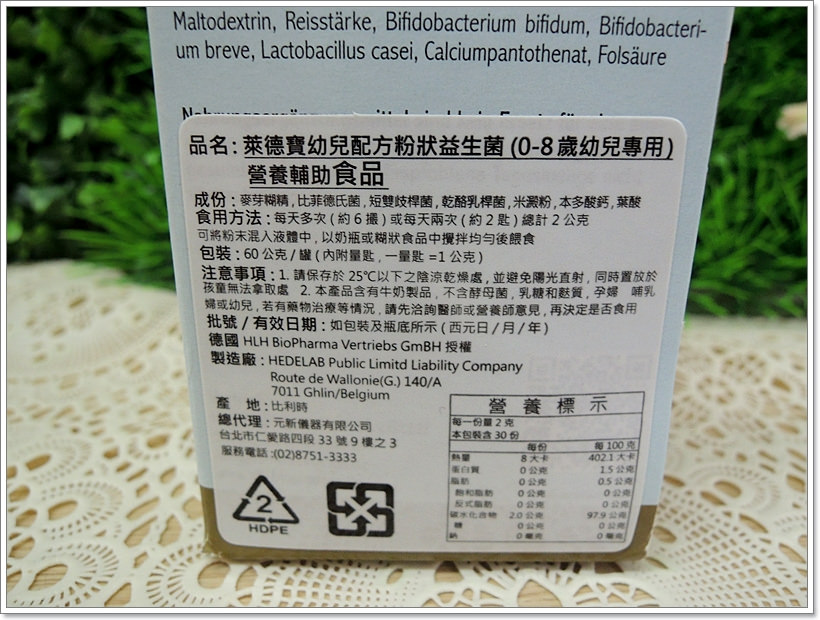 Maltodextrin, Reisstärke, Bifidobacterium bifidum, Bifidobacteri-
um breve, Lactobacillus casei, Calciumpantothenat, Folsäure
品名：萊德寶幼兒配方粉狀益生菌(0-8歲幼兒專用)
營養輔助食品
成份：麥芽糊精，比菲德氏菌，短雙歧桿菌，乾酪乳桿菌，米澱粉，本多酸鈣，葉酸
食用方法：每天多次(約6撮)或每天兩次(約2匙)總計2公克
可將粉末混入液體中，以奶瓶或糊狀食品中攪拌均勻後餵食
包裝：60公克/罐(內附量匙，一量匙=1公克)
注意事項：1. 請保存於25℃以下之陰涼乾燥處，並避免陽光直射，同時置放於
孩童無法拿取處 2. 本產品含有牛奶製品，不含酵母菌，乳糖和麩質，孕婦 哺乳
婦或幼兒，若有藥物治療等情況，請先洽詢醫師或營養師意見，再決定是否食用
批號/有效日期：如包裝及瓶底所示(西元日/月/年)
德國 HLH BioPharma Vertriebs GmBH 授權
製造廠：HEDELAB Public Limitd Liability Company
Route de Wallonie(G.) 140/A
7011 Ghlin/Belgium
產 地：比利時
總代理：元新儀器有限公司
台北市仁愛路四段33號9樓之3
服務電話:(02)8751-3333
2
HDPE
營養標示
每一份量2克
本包裝含30份
每份 每100克
熱量 8大卡 402.1大卡
蛋白質 0公克 1.5公克
脂肪 0公克 0.5公克
飽和脂肪 0公克 0公克
反式脂肪 0公克 0公克
碳水化合物 2.0公克 97.9公克
糖 0公克 0公克
鈉 0毫克 0毫克